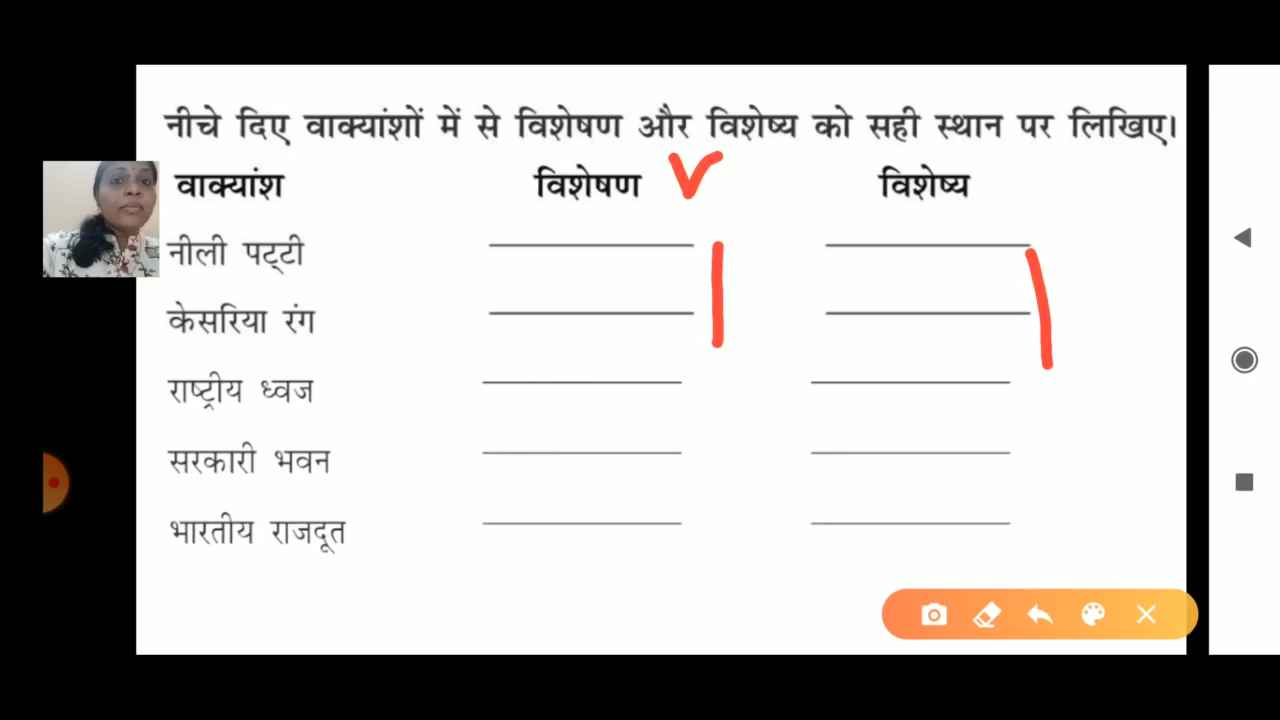 नीचे दिए वाक्यांशों में से विशेषण और विशेष्य को सही स्थान पर लिखिए।
वाक्यांश विशेषण विशेष्य
नीली पट्टी
केसरिया रंग
राष्ट्रीय ध्वज
सरकारी भवन
भारतीय राजदूत